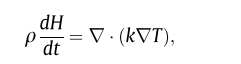 ρ dH/dt = ∇ · (k∇T),